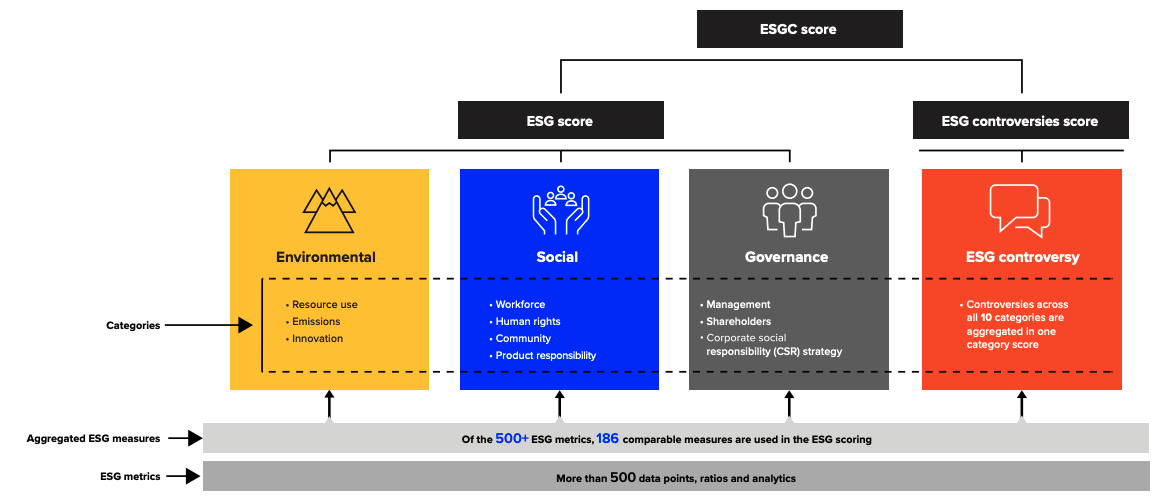 ESGC score
ESG score
ESG controversies score
Environmental
Social
Governance
ESG controversy
Categories
• Resource use
• Emissions
• Innovation
• Workforce
• Human rights
• Community
• Product responsibility
• Management
• Shareholders
• Corporate social
responsibility (CSR) strategy
• Controversies across
all 10 categories are
aggregated in one
category score
Aggregated ESG measures
Of the 500+ ESG metrics, 186 comparable measures are used in the ESG scoring
ESG metrics
More than 500 data points, ratios and analytics